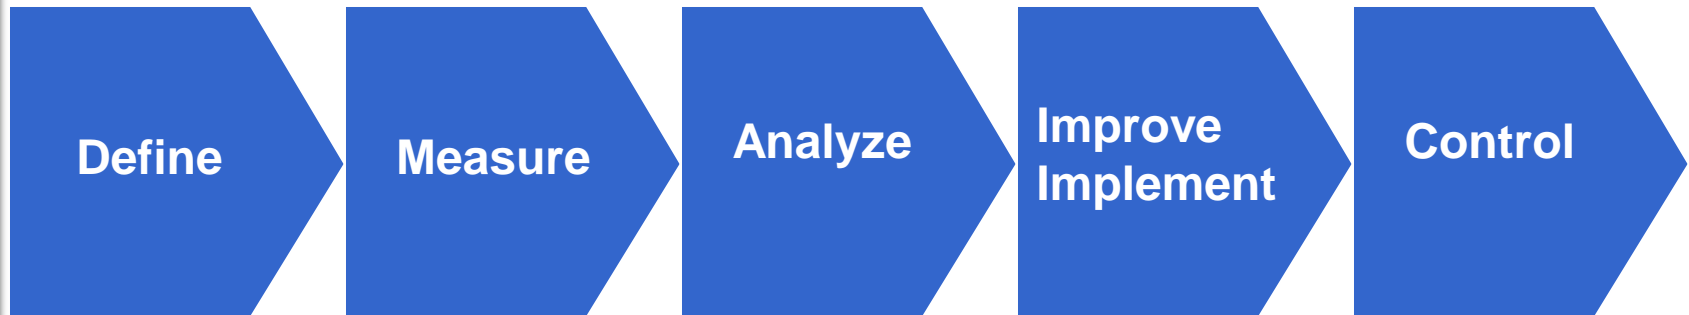 Define
Measure
Analyze
Improve
Implement
Control